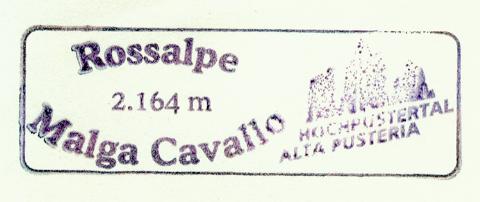 Rossalpe
2.164 m
Malga Cavallo
HOCHPUSTERTAL
ALTA PUSTERIA